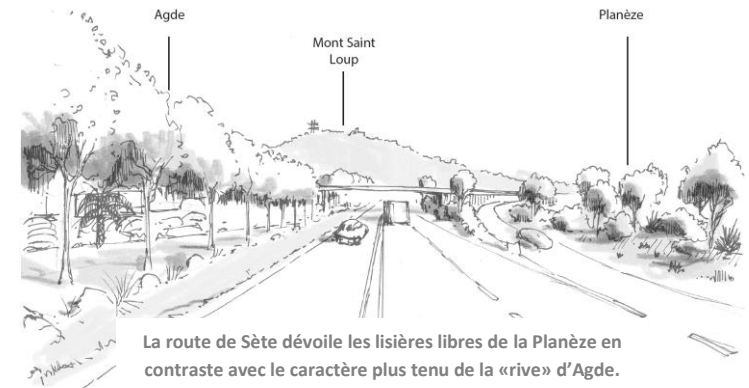 Agde
Mont Saint
Loup
Planèze
La route de Sète dévoile les lisières libres de la Planèze en
contraste avec le caractère plus tenu de la «rive» d’Agde.